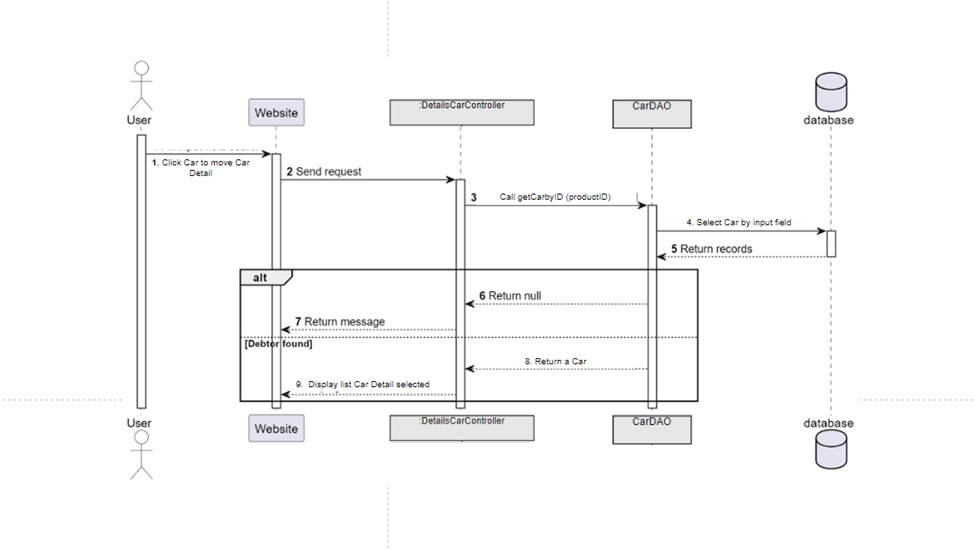 User
Website
:DetailsCarController
CarDAO
database
1. Click Car to move Car
Detail
2 Send request
3 Call getCarbyID (productID)
4. Select Car by input field
5 Return records
alt
6 Return null
7 Return message
[Debtor found]
8. Return a Car
9. Display list Car Detail selected
User
Website
:DetailsCarController
CarDAO
database